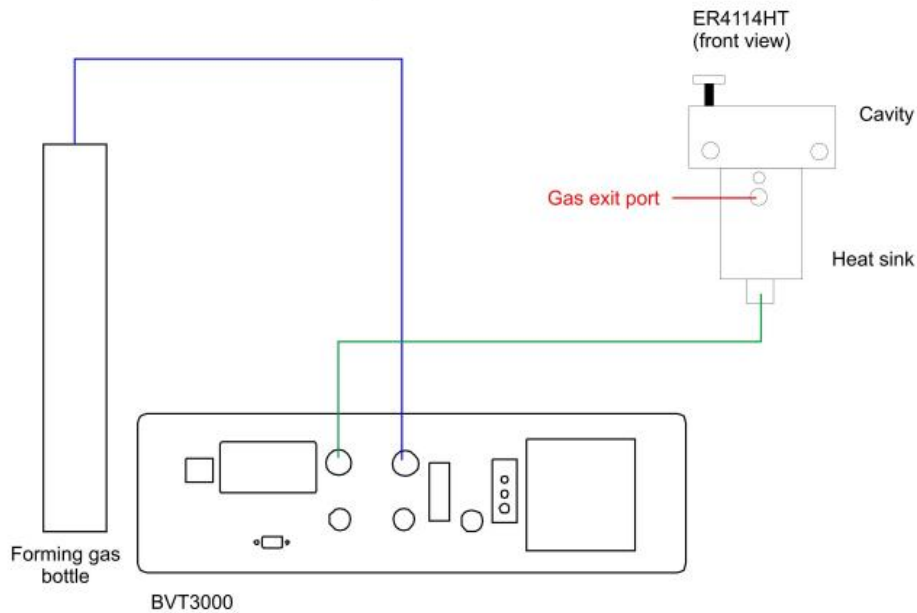 ER4114HT
(front view)
Cavity
Gas exit port
Heat sink
Forming gas
bottle
BVT3000